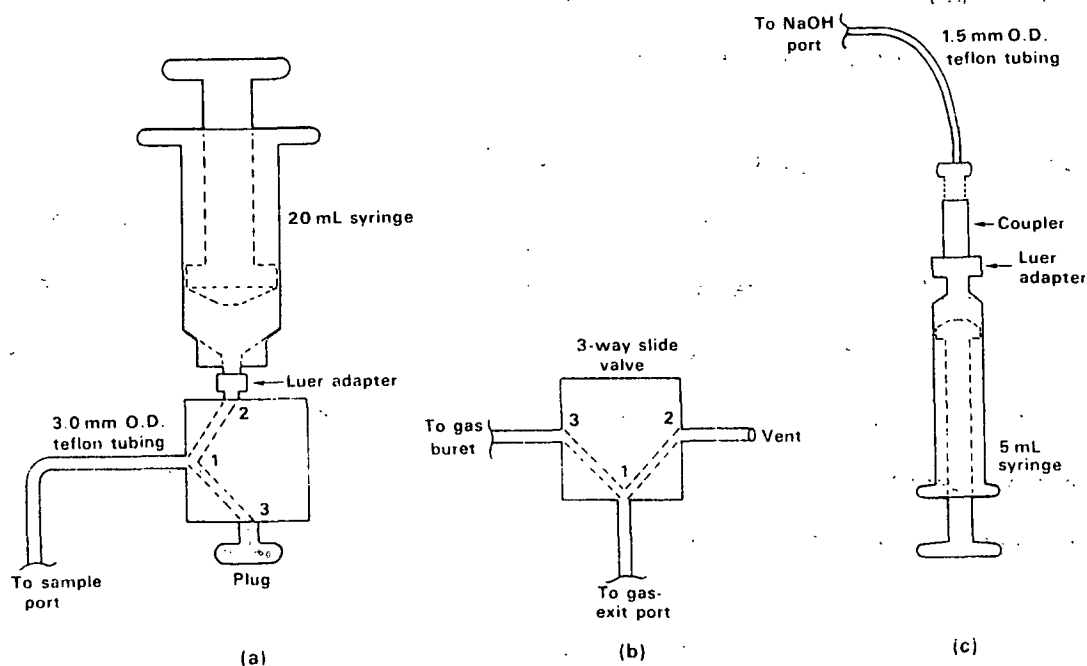 To NaOH
port
1.5 mm O.D.
teflon tubing
20 mL syringe
Coupler
Luer
adapter
3-way slide
valve
Luer adapter
2
3.0 mm O.D.
teflon tubing
1
3
To gas
buret
3
2
Vent
1
5 mL
syringe
To sample
port
Plug
To gas-
exit port
(a)
(b)
(c)